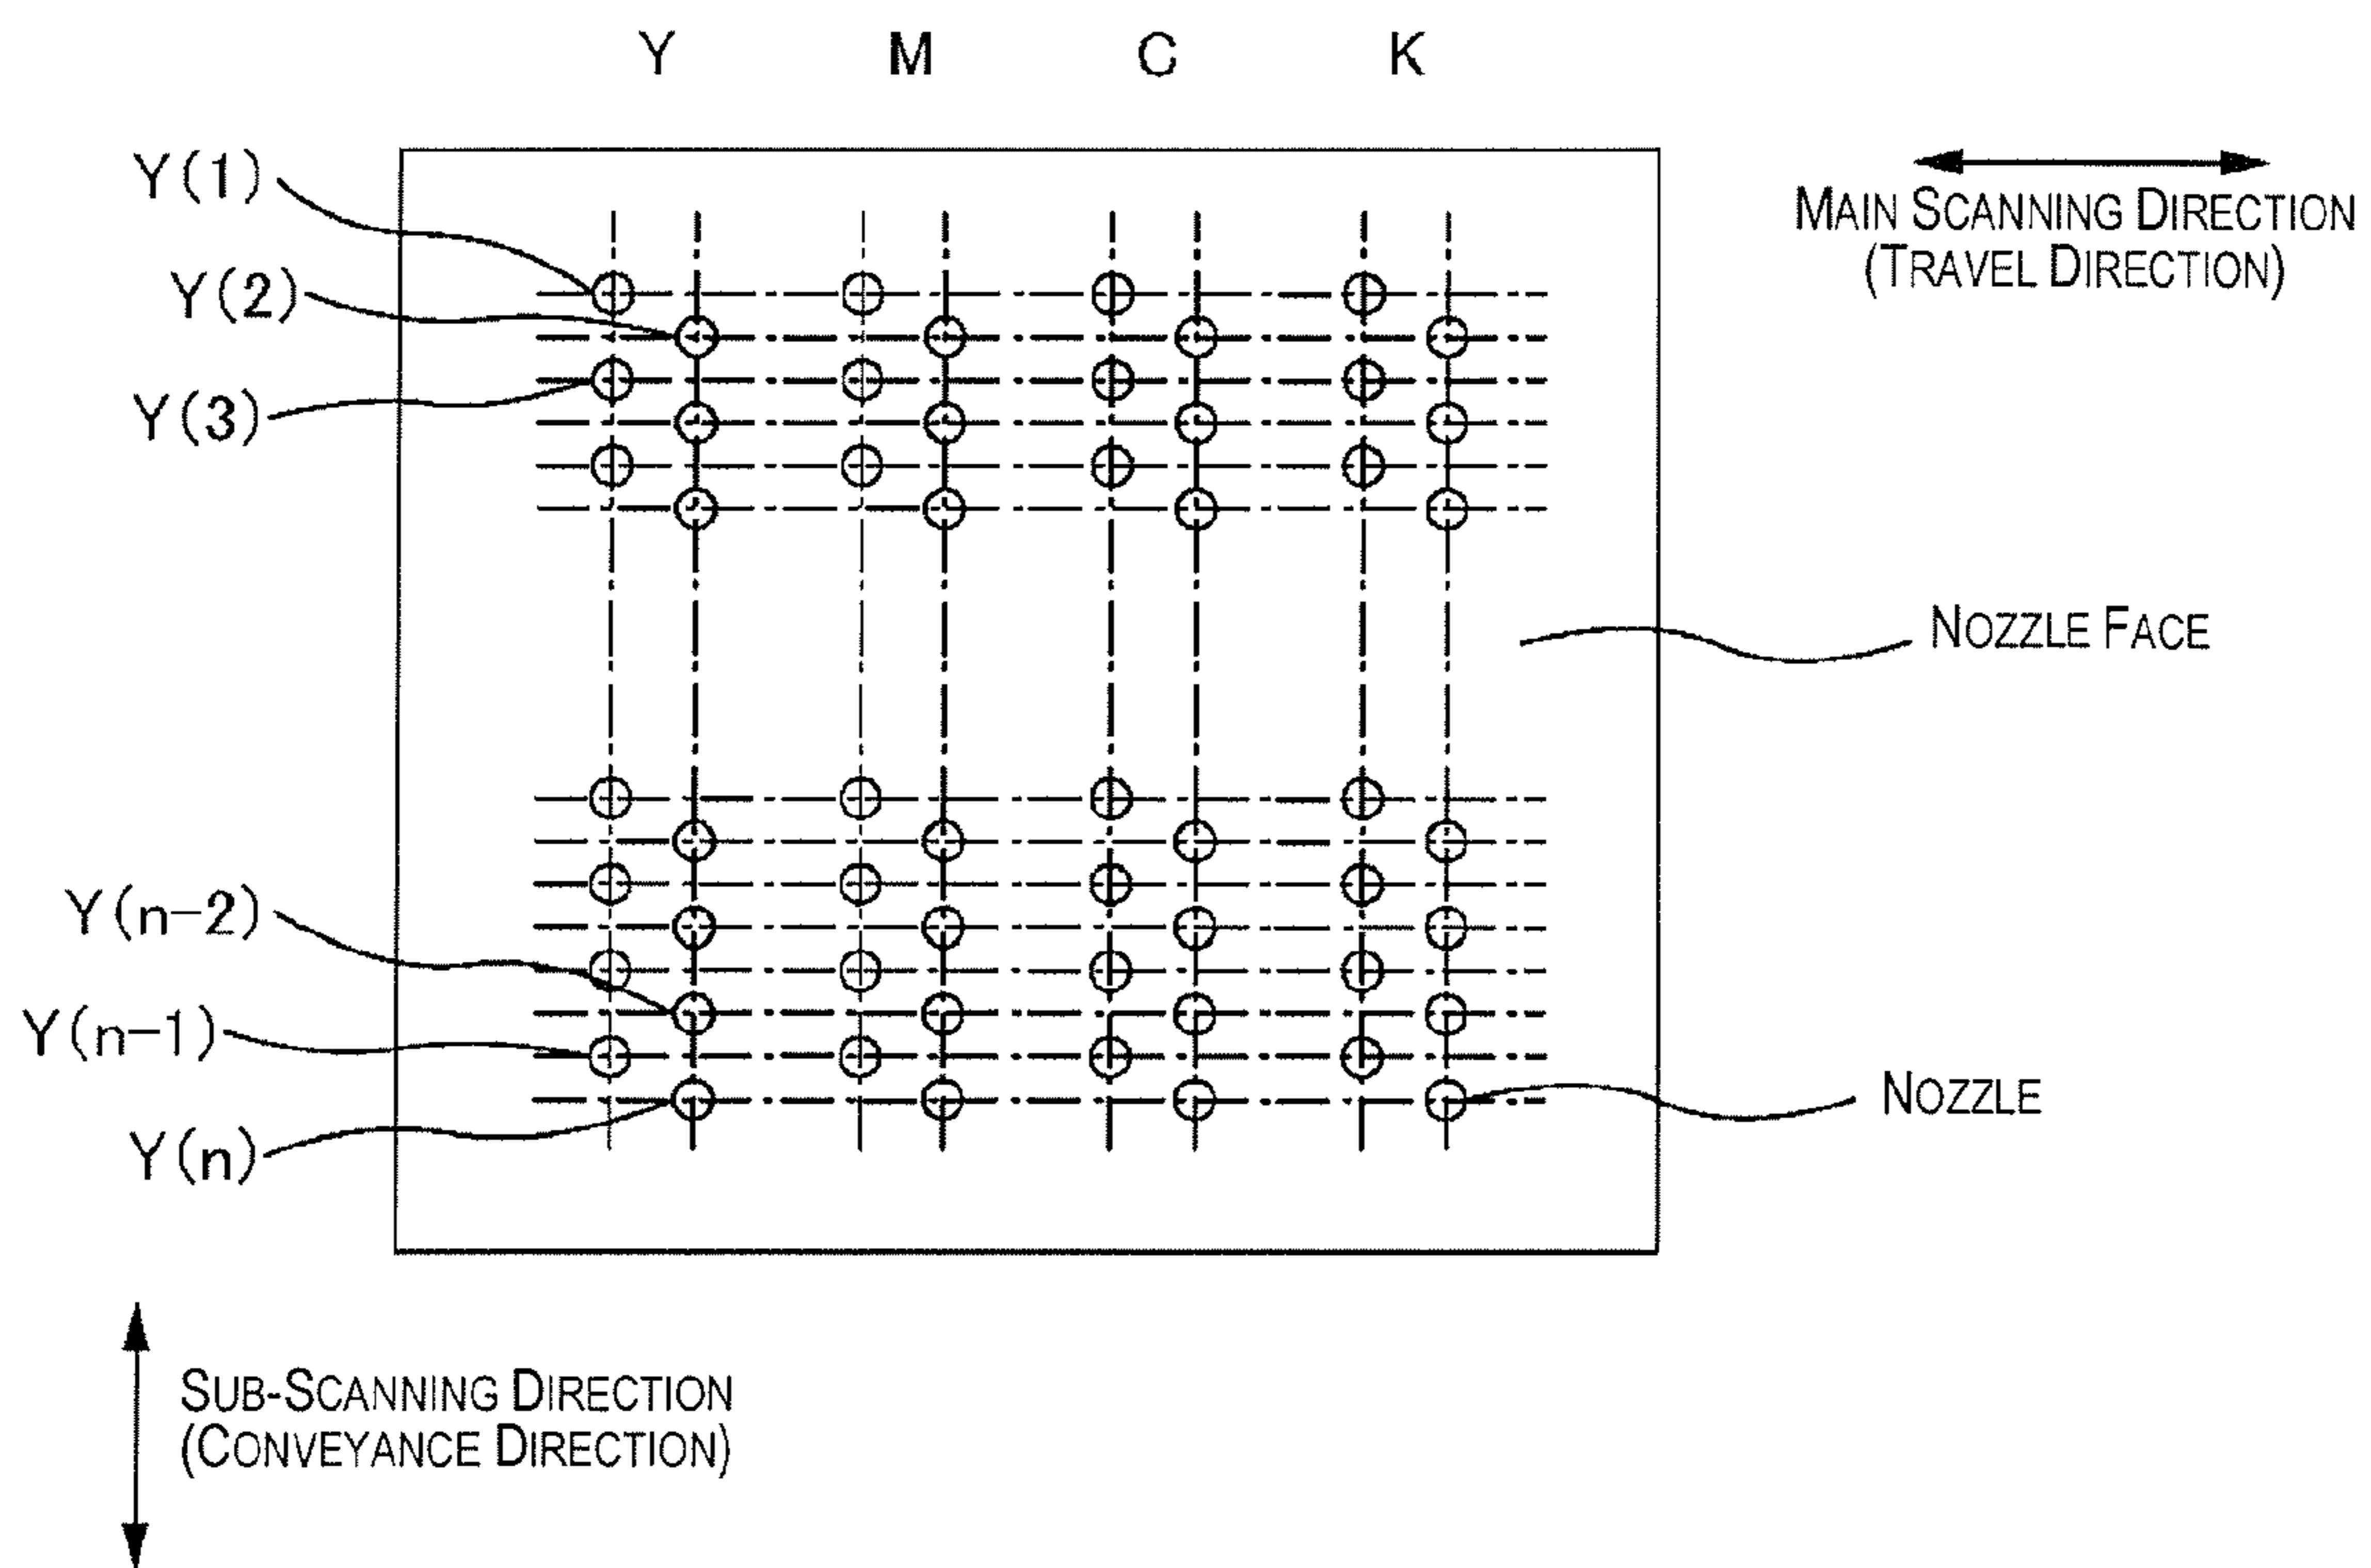 Y M C K
Y(1)
Y(2)
Y(3)
MAIN SCANNING DIRECTION
(TRAVEL DIRECTION)
NOZZLE FACE
Y(n-2)
Y(n-1)
Y(n)
NOZZLE
SUB-SCANNING DIRECTION
(CONVEYANCE DIRECTION)